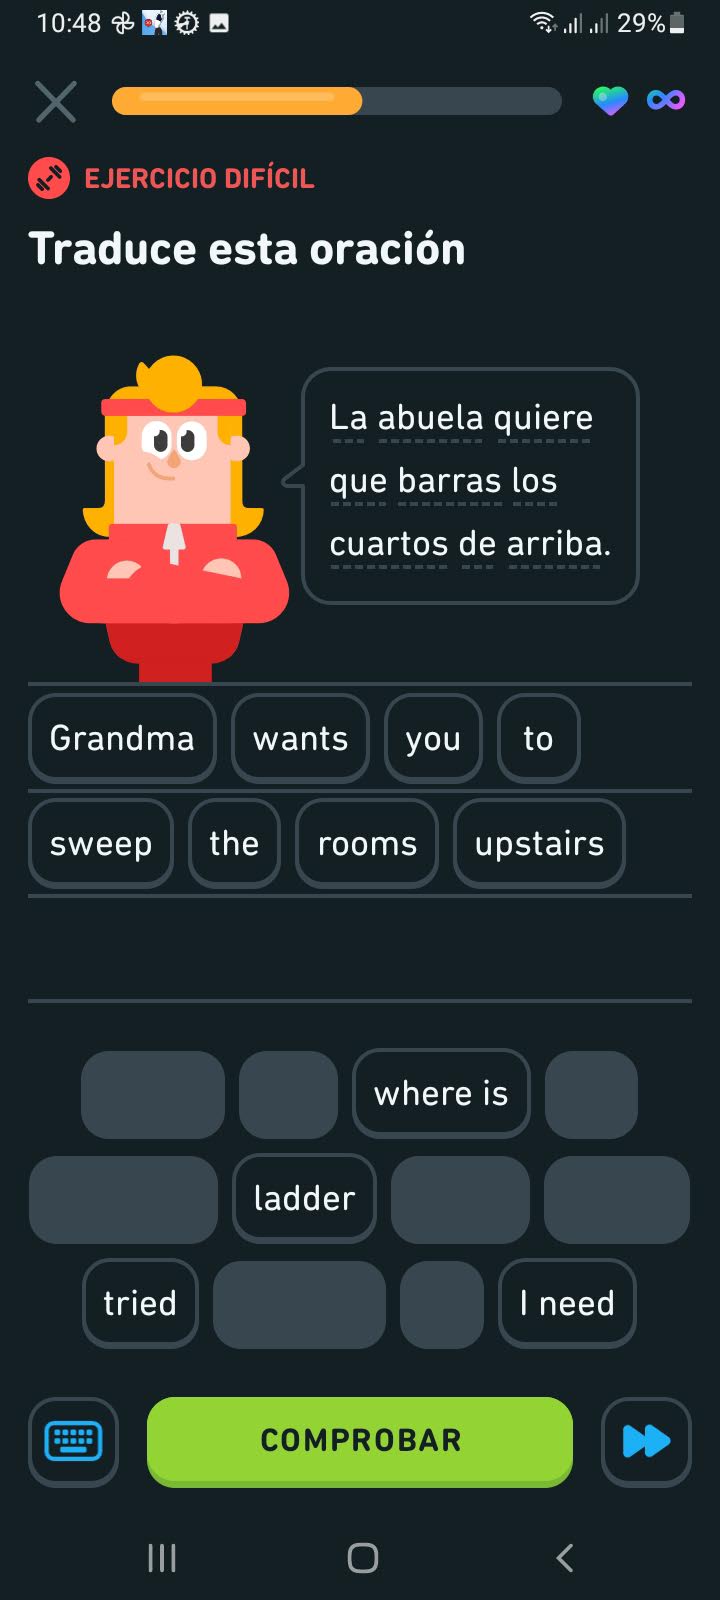 10:48 29%
EJERCICIO DIFÍCIL
Traduce esta oración
La abuela quiere
que barras los
cuartos de arriba.
Grandma wants you to
sweep the rooms upstairs
where is
ladder
tried I need
COMPROBAR